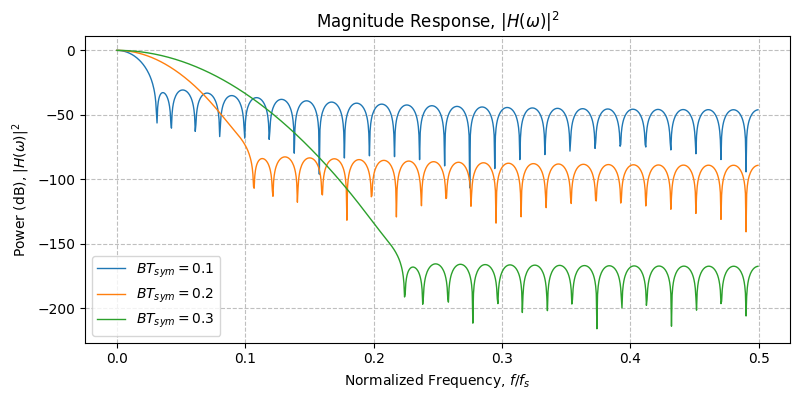 Magnitude Response, |H(ω)|²
Power (dB), |H(ω)|²
0
−50
−100
−150
−200
BT_sym = 0.1
BT_sym = 0.2
BT_sym = 0.3
0.0 0.1 0.2 0.3 0.4 0.5
Normalized Frequency, f/f_s